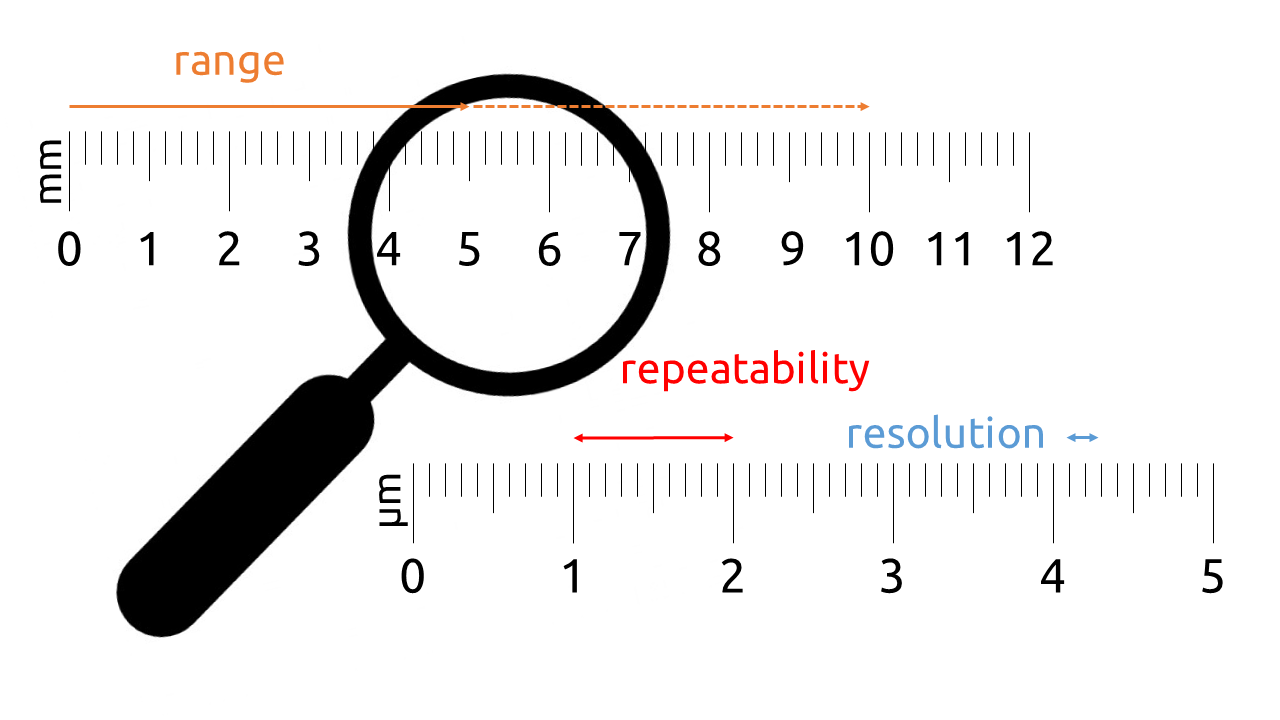 range
mm
0 1 2 3 4 5 6 7 8 9 10 11 12
repeatability
resolution
µm
0 1 2 3 4 5